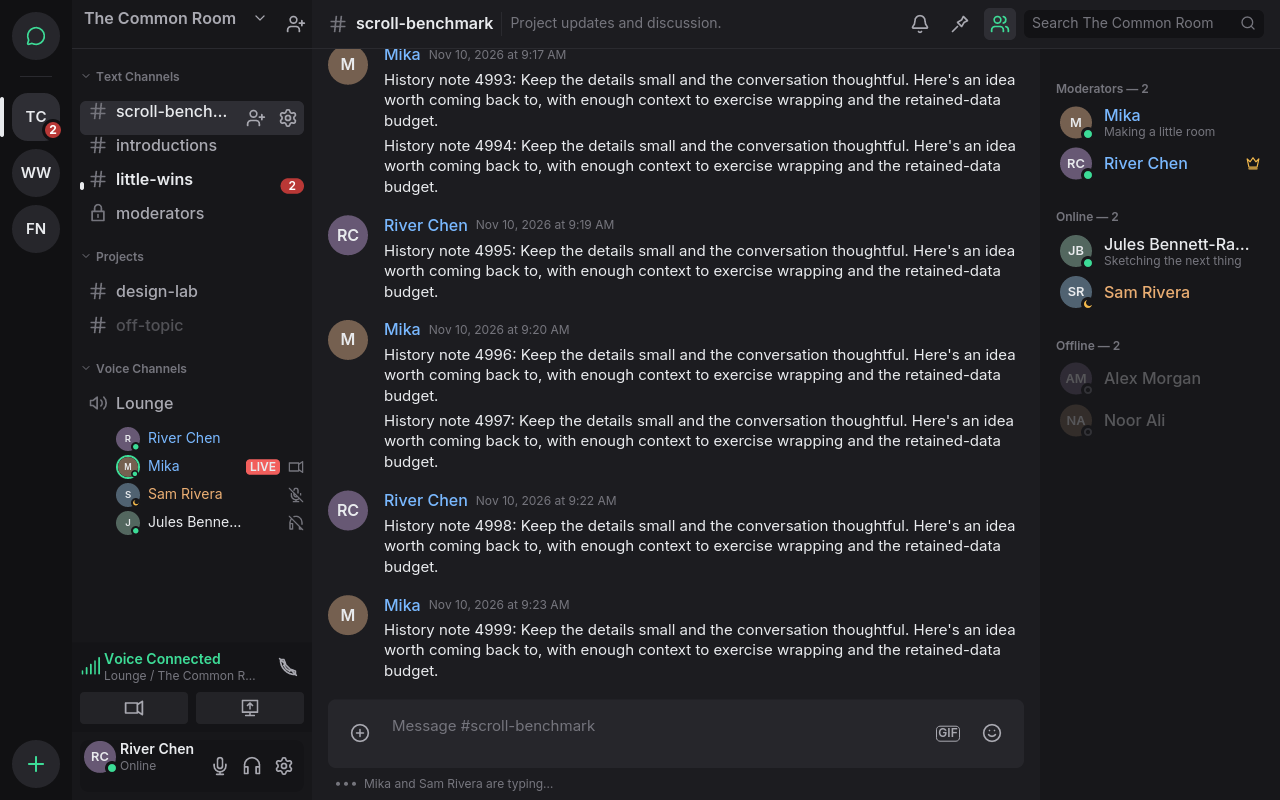 TC
2
WW
FN
The Common Room
Text Channels
scroll-bench...
introductions
little-wins
2
moderators
Projects
design-lab
off-topic
Voice Channels
Lounge
R
River Chen
M
Mika
LIVE
S
Sam Rivera
J
Jules Benne...
Voice Connected
Lounge / The Common R...
RC
River Chen
Online
scroll-benchmark
Project updates and discussion.
Search The Common Room
M
Mika Nov 10, 2026 at 9:17 AM
History note 4993: Keep the details small and the conversation thoughtful. Here's an idea
worth coming back to, with enough context to exercise wrapping and the retained-data
budget.
History note 4994: Keep the details small and the conversation thoughtful. Here's an idea
worth coming back to, with enough context to exercise wrapping and the retained-data
budget.
RC
River Chen Nov 10, 2026 at 9:19 AM
History note 4995: Keep the details small and the conversation thoughtful. Here's an idea
worth coming back to, with enough context to exercise wrapping and the retained-data
budget.
M
Mika Nov 10, 2026 at 9:20 AM
History note 4996: Keep the details small and the conversation thoughtful. Here's an idea
worth coming back to, with enough context to exercise wrapping and the retained-data
budget.
History note 4997: Keep the details small and the conversation thoughtful. Here's an idea
worth coming back to, with enough context to exercise wrapping and the retained-data
budget.
RC
River Chen Nov 10, 2026 at 9:22 AM
History note 4998: Keep the details small and the conversation thoughtful. Here's an idea
worth coming back to, with enough context to exercise wrapping and the retained-data
budget.
M
Mika Nov 10, 2026 at 9:23 AM
History note 4999: Keep the details small and the conversation thoughtful. Here's an idea
worth coming back to, with enough context to exercise wrapping and the retained-data
budget.
Message #scroll-benchmark
GIF
Mika and Sam Rivera are typing...
Moderators — 2
M
Mika
Making a little room
RC
River Chen
Online — 2
JB
Jules Bennett-Ra...
Sketching the next thing
SR
Sam Rivera
Offline — 2
AM
Alex Morgan
NA
Noor Ali